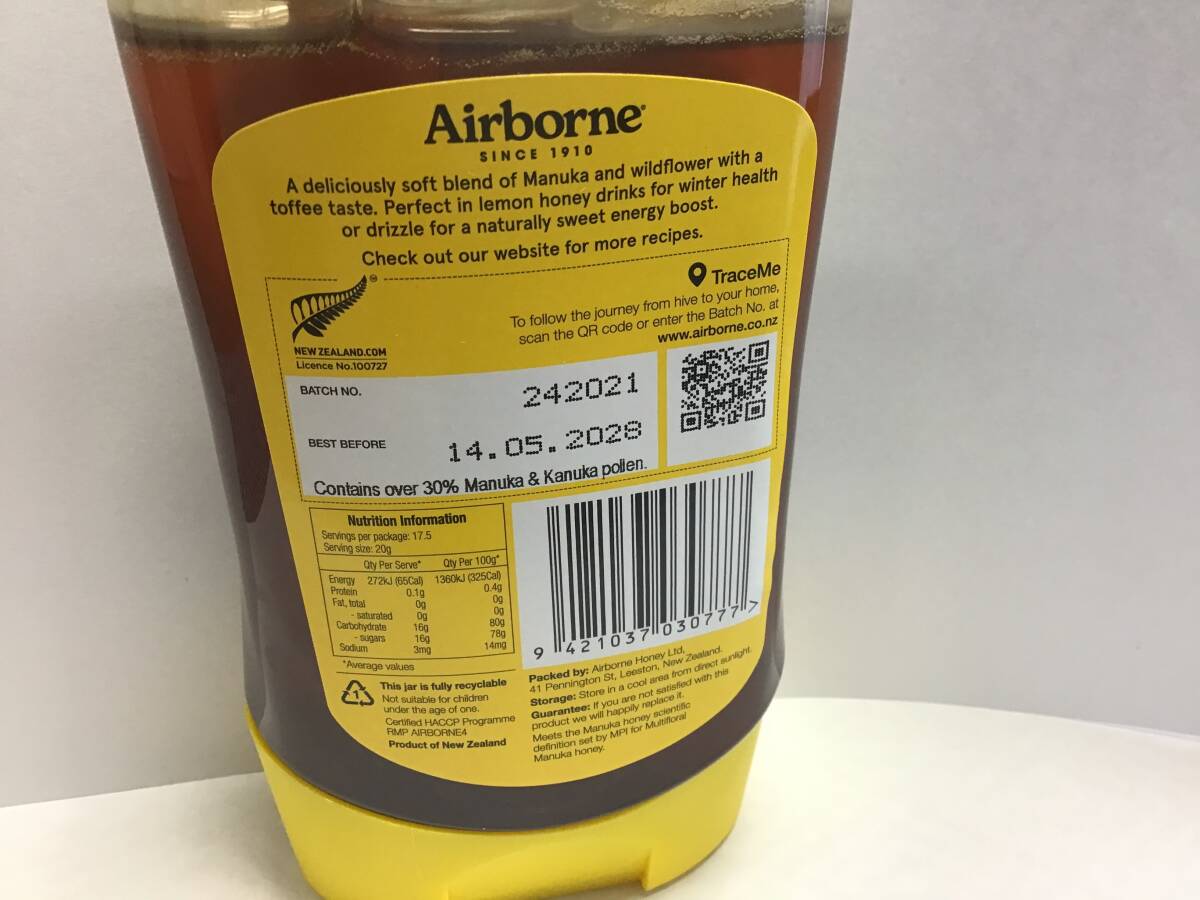 Airborne
SINCE 1910
A deliciously soft blend of Manuka and wildflower with a
toffee taste. Perfect in lemon honey drinks for winter health
or drizzle for a naturally sweet energy boost.
Check out our website for more recipes.
NEW ZEALAND.COM
Licence No.100727
TraceMe
To follow the journey from hive to your home,
scan the QR code or enter the Batch No. at
www.airborne.co.nz
BATCH NO. 242021
BEST BEFORE 14.05.2028
Contains over 30% Manuka & Kanuka pollen.
Nutrition Information
Servings per package: 17.5
Serving size: 20g
Qty Per Serve* Qty Per 100g*
Energy 272kJ (65Cal) 1360kJ (325Cal)
Protein 0.1g 0.4g
Fat, total 0g 0g
- saturated 0g 0g
Carbohydrate 16g 80g
- sugars 16g 78g
Sodium 3mg 14mg
*Average values
1
This jar is fully recyclable
Not suitable for children
under the age of one.
Certified HACCP Programme
RMP AIRBORNE4
Product of New Zealand
9 421037 030777 >
Packed by: Airborne Honey Ltd,
41 Pennington St, Leeston, New Zealand.
Storage: Store in a cool area from direct sunlight.
Guarantee: If you are not satisfied with this
product we will happily replace it.
Meets the Manuka honey scientific
definition set by MPI for Multifloral
Manuka honey.